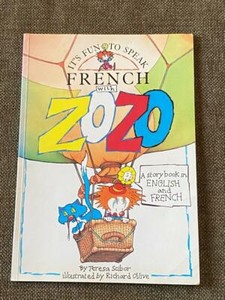 IT'S FUN TO SPEAK
FRENCH
with
ZOZO
A story book in
ENGLISH
and
FRENCH
By Teresa Scibor
illustrated by Richard Olive